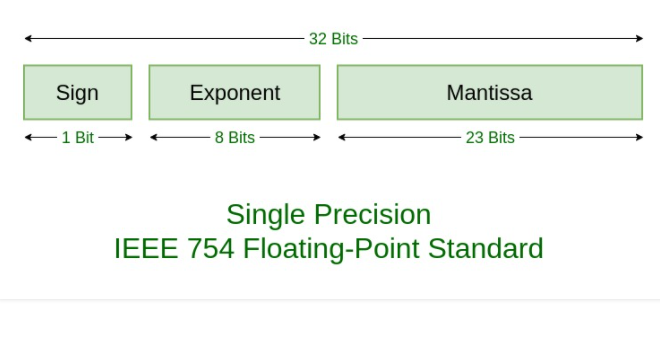 32 Bits
Sign Exponent Mantissa
1 Bit 8 Bits 23 Bits
Single Precision
IEEE 754 Floating-Point Standard